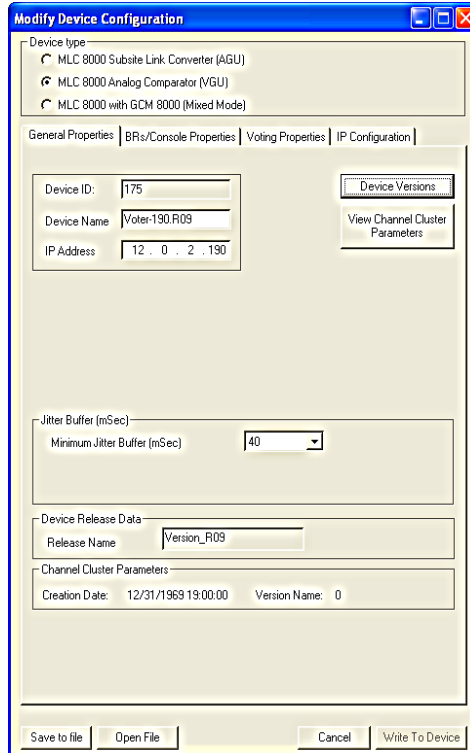 Modify Device Configuration
Device type
MLC 8000 Subsite Link Converter (AGU)
MLC 8000 Analog Comparator (VGU)
MLC 8000 with GCM 8000 (Mixed Mode)
General Properties BRs/Console Properties Voting Properties IP Configuration
Device ID: 175
Device Versions
Device Name Voter-190.R09
View Channel Cluster
Parameters
IP Address 12 . 0 . 2 .190
Jitter Buffer (mSec)
Minimum Jitter Buffer (mSec) 40
Device Release Data
Release Name Version_R09
Channel Cluster Parameters
Creation Date: 12/31/1969 19:00:00 Version Name: 0
Save to file Open File Cancel Write To Device